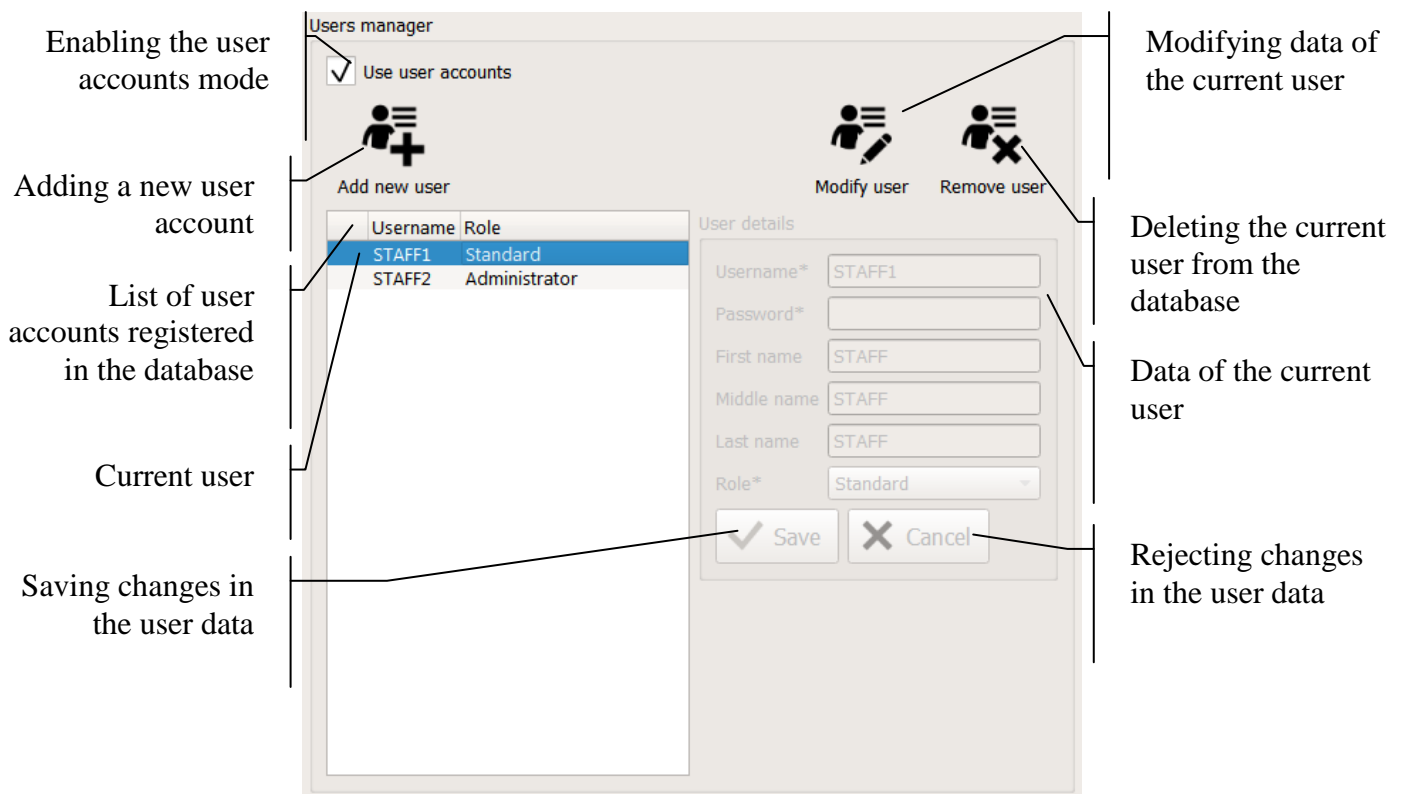 Users manager
Enabling the user
accounts mode
Use user accounts
Modifying data of
the current user
Adding a new user
account
Add new user
Modify user
Remove user
Deleting the current
user from the
database
List of user
accounts registered
in the database
Username Role
STAFF1 Standard
STAFF2 Administrator
User details
Username* STAFF1
Password*
First name STAFF
Middle name STAFF
Last name STAFF
Role* Standard
Save
Cancel
Data of the current
user
Current user
Saving changes in
the user data
Rejecting changes
in the user data